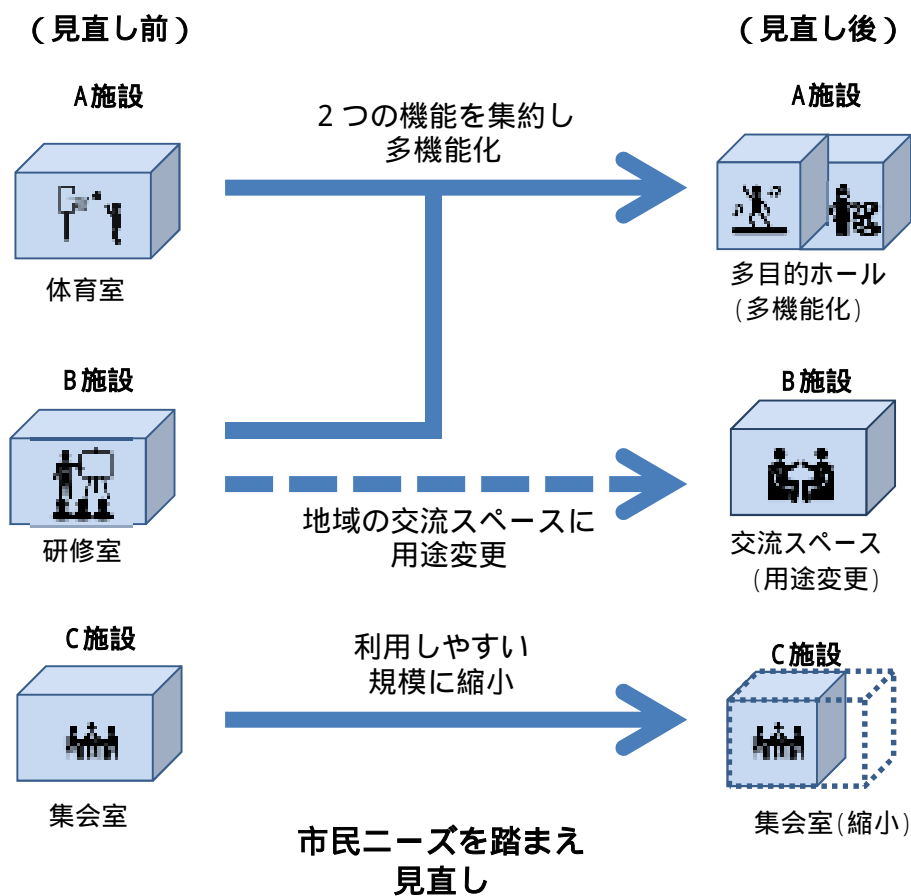 (見直し前)
(見直し後)
A施設
2つの機能を集約し
多機能化
A施設
体育室
多目的ホール
(多機能化)
B施設
B施設
地域の交流スペースに
用途変更
研修室
交流スペース
(用途変更)
C施設
利用しやすい
規模に縮小
C施設
集会室
集会室(縮小)
市民ニーズを踏まえ
見直し